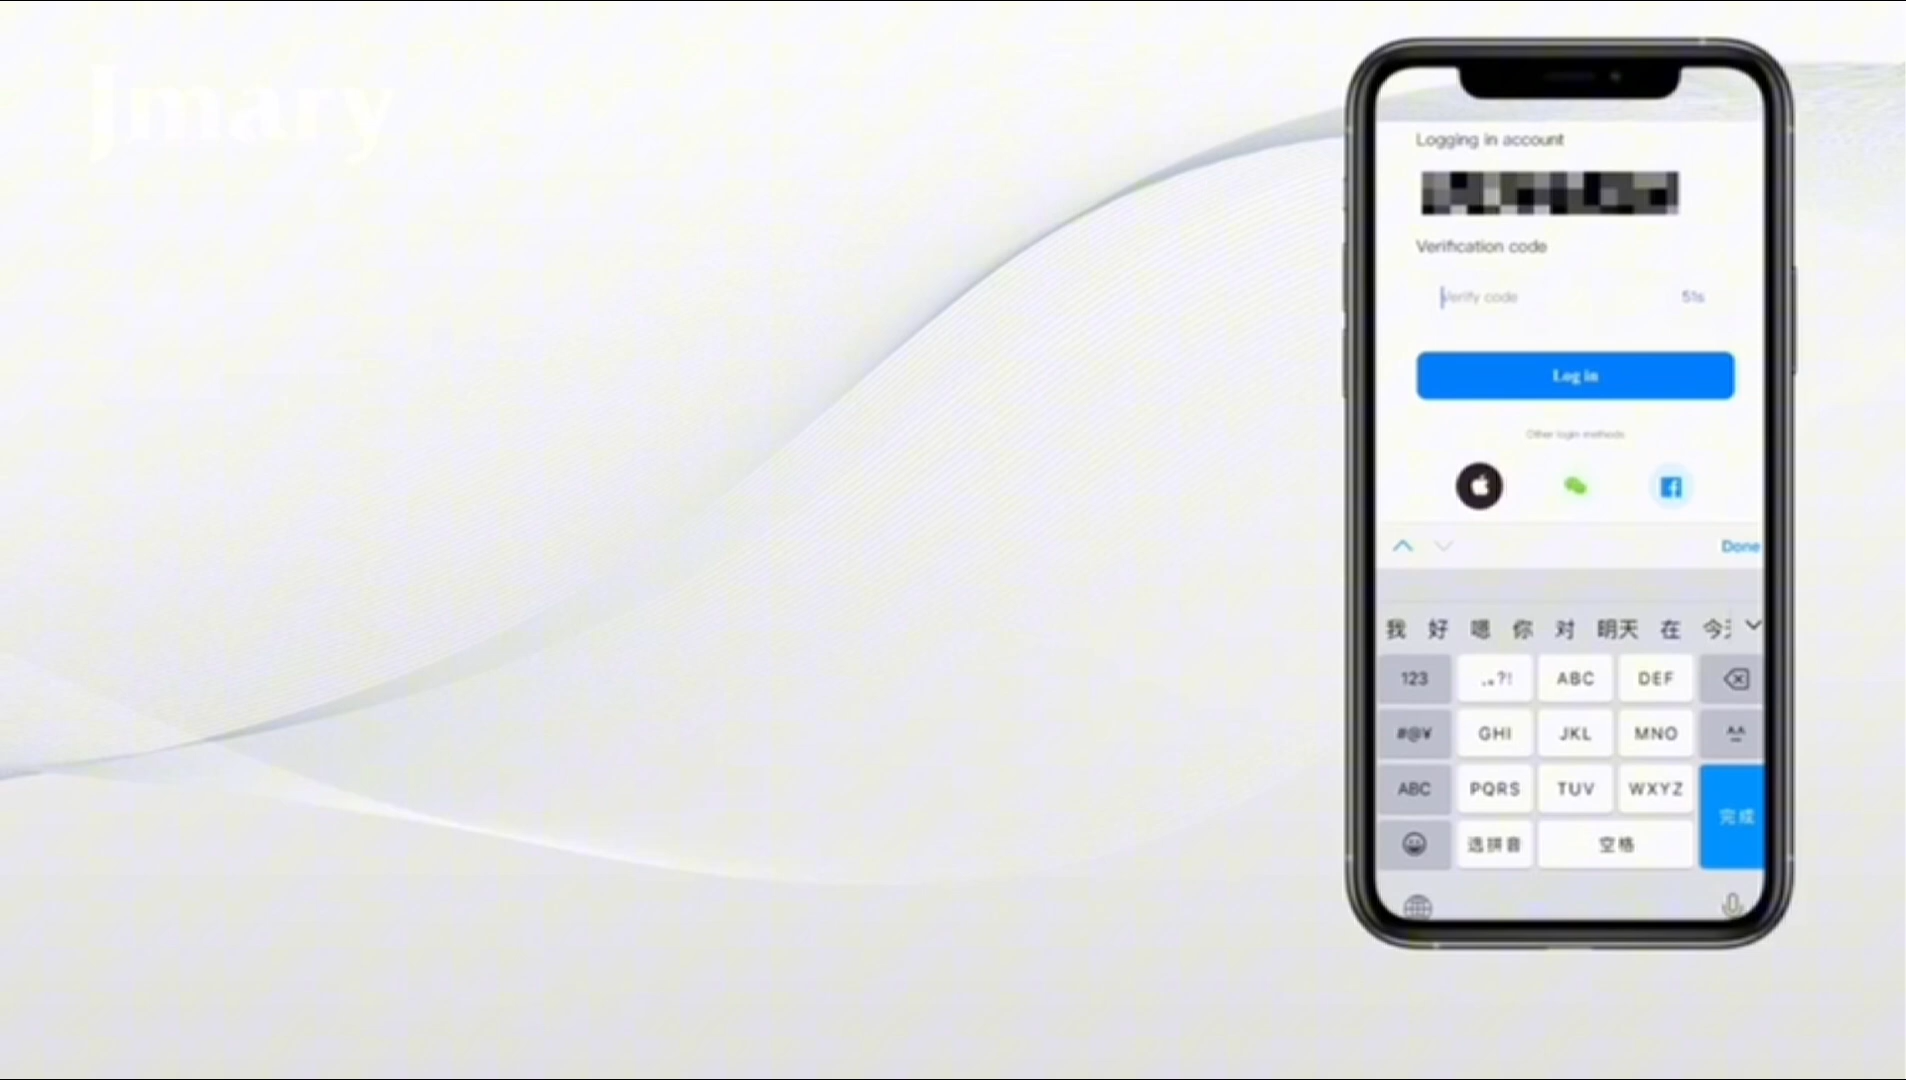 Jmary
Logging in account
Verification code
Verify code 51s
Log in
Other login methods
Done
我 好 嗯 你 对 明天 在
123 ,。?! ABC DEF
#@¥ GHI JKL MNO ^^
ABC PQRS TUV WXYZ
完成
选拼音 空格